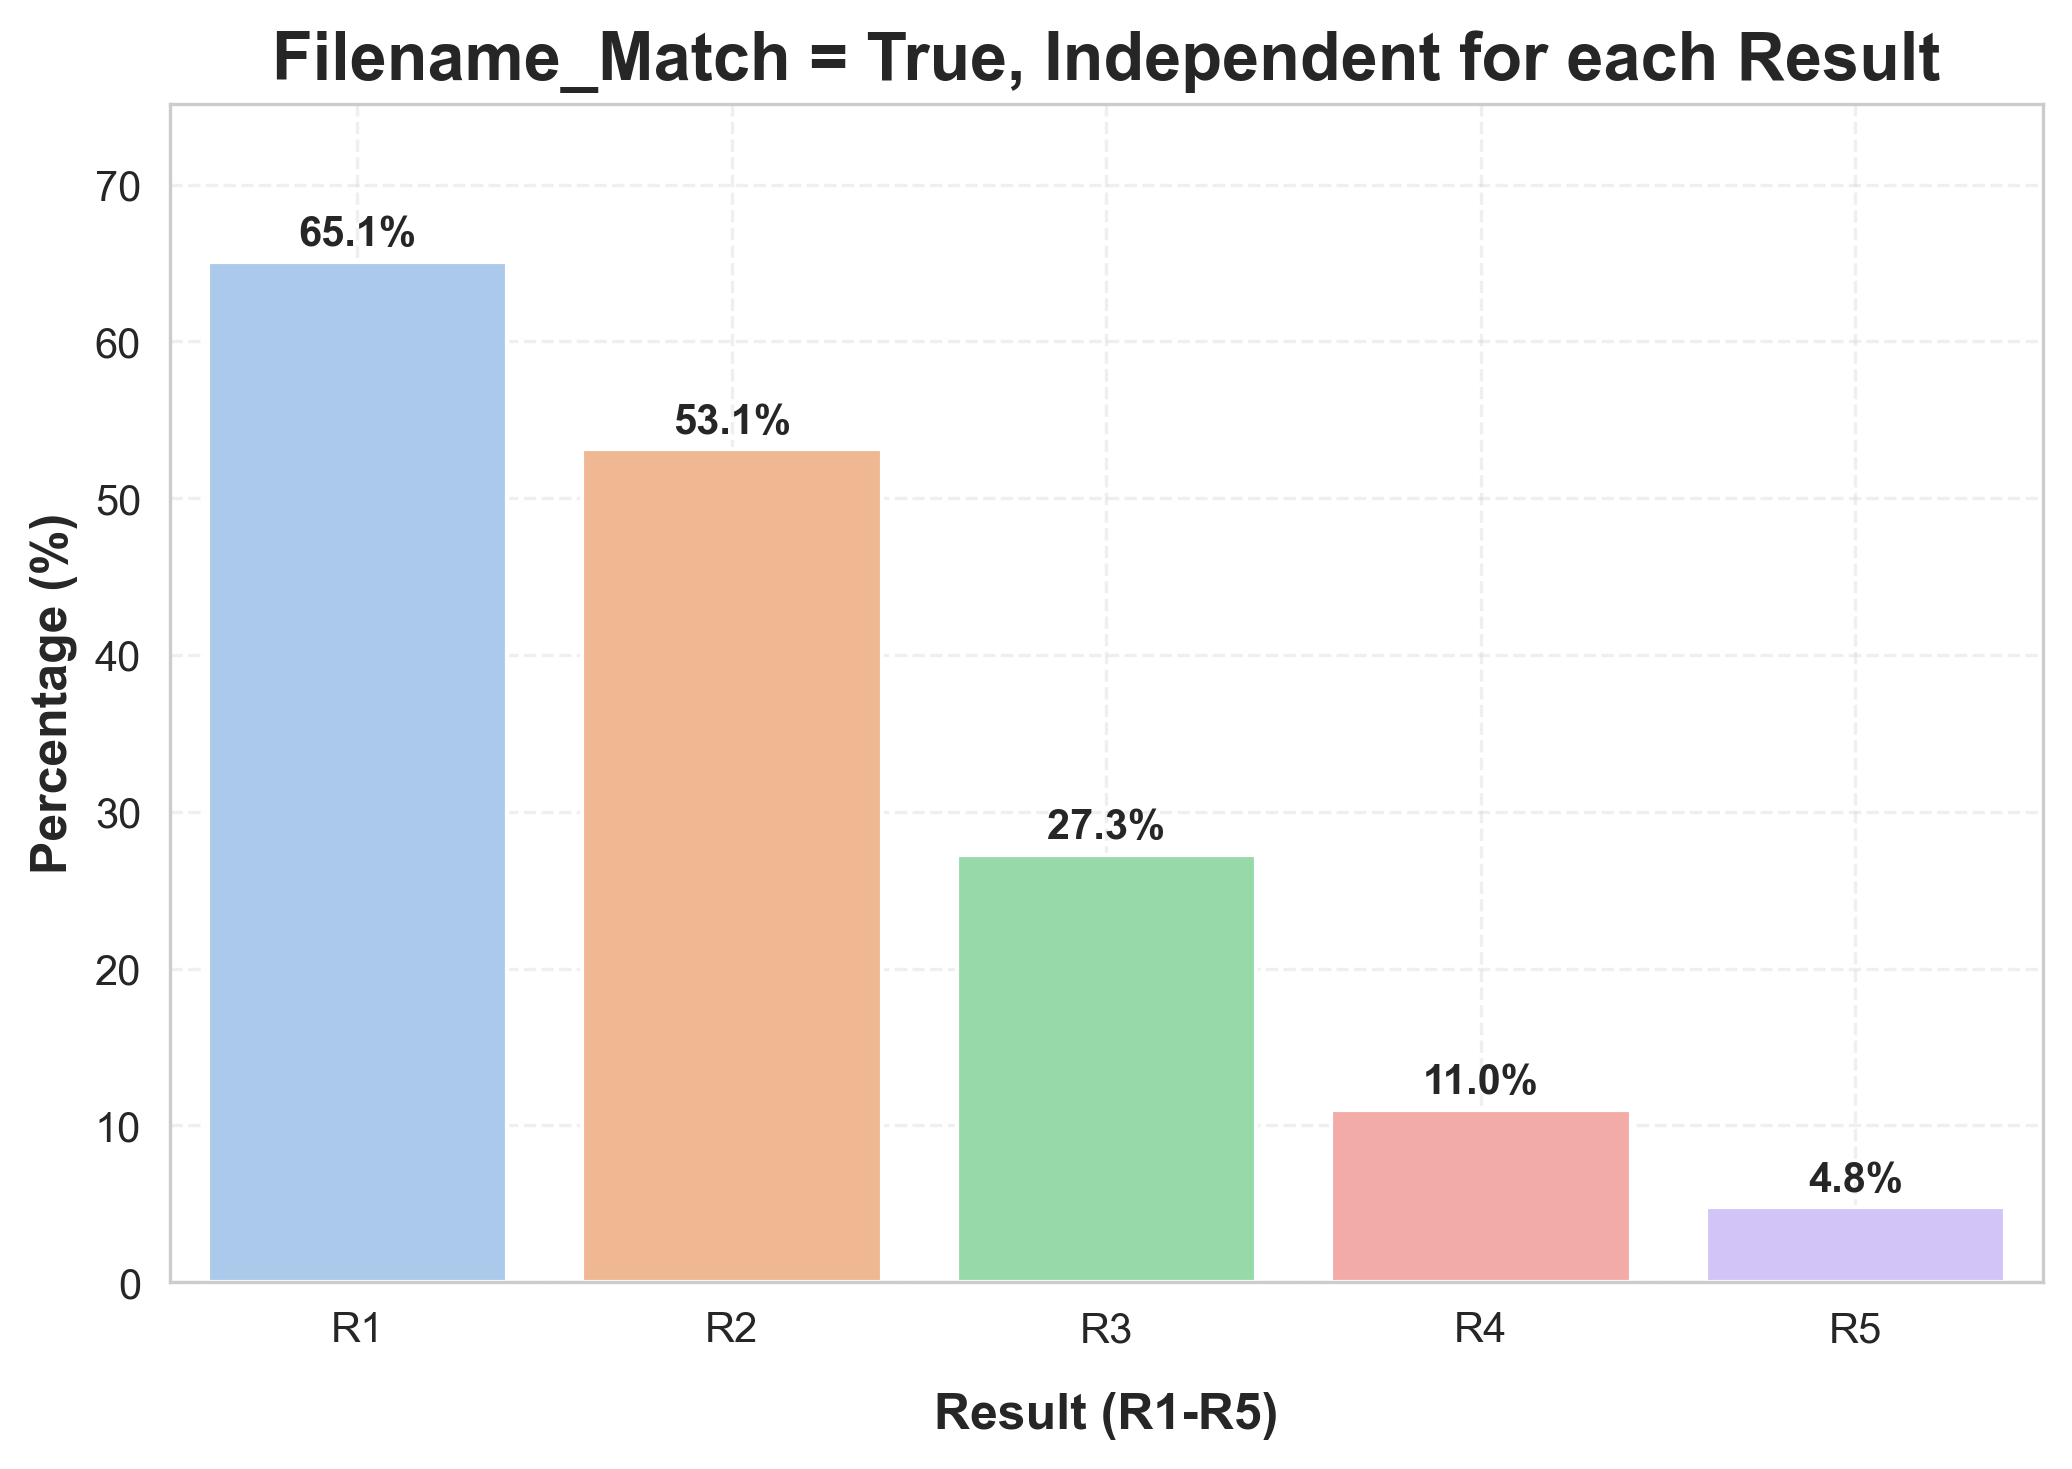 Filename_Match = True, Independent for each Result
Percentage (%)
70
60
50
40
30
20
10
0
65.1%
53.1%
27.3%
11.0%
4.8%
R1
R2
R3
R4
R5
Result (R1-R5)